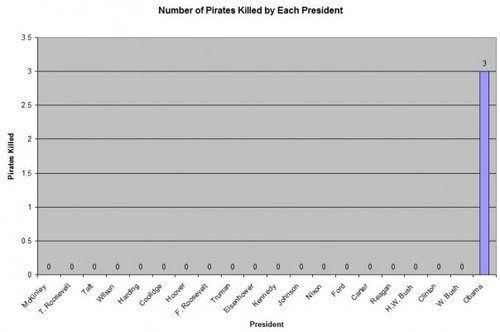 Number of Pirates Killed by Each President
3.5
3
2.5
2
1.5
1
0.5
0
Pirates Killed
3
0 0 0 0 0 0 0 0 0 0 0 0 0 0 0 0 0 0 0
McKinley
T. Roosevelt
Taft
Wilson
Harding
Coolidge
Hoover
F. Roosevelt
Truman
Eisenhower
Kennedy
Johnson
Nixon
Ford
Carter
Reagan
H.W. Bush
Clinton
W. Bush
Obama
President